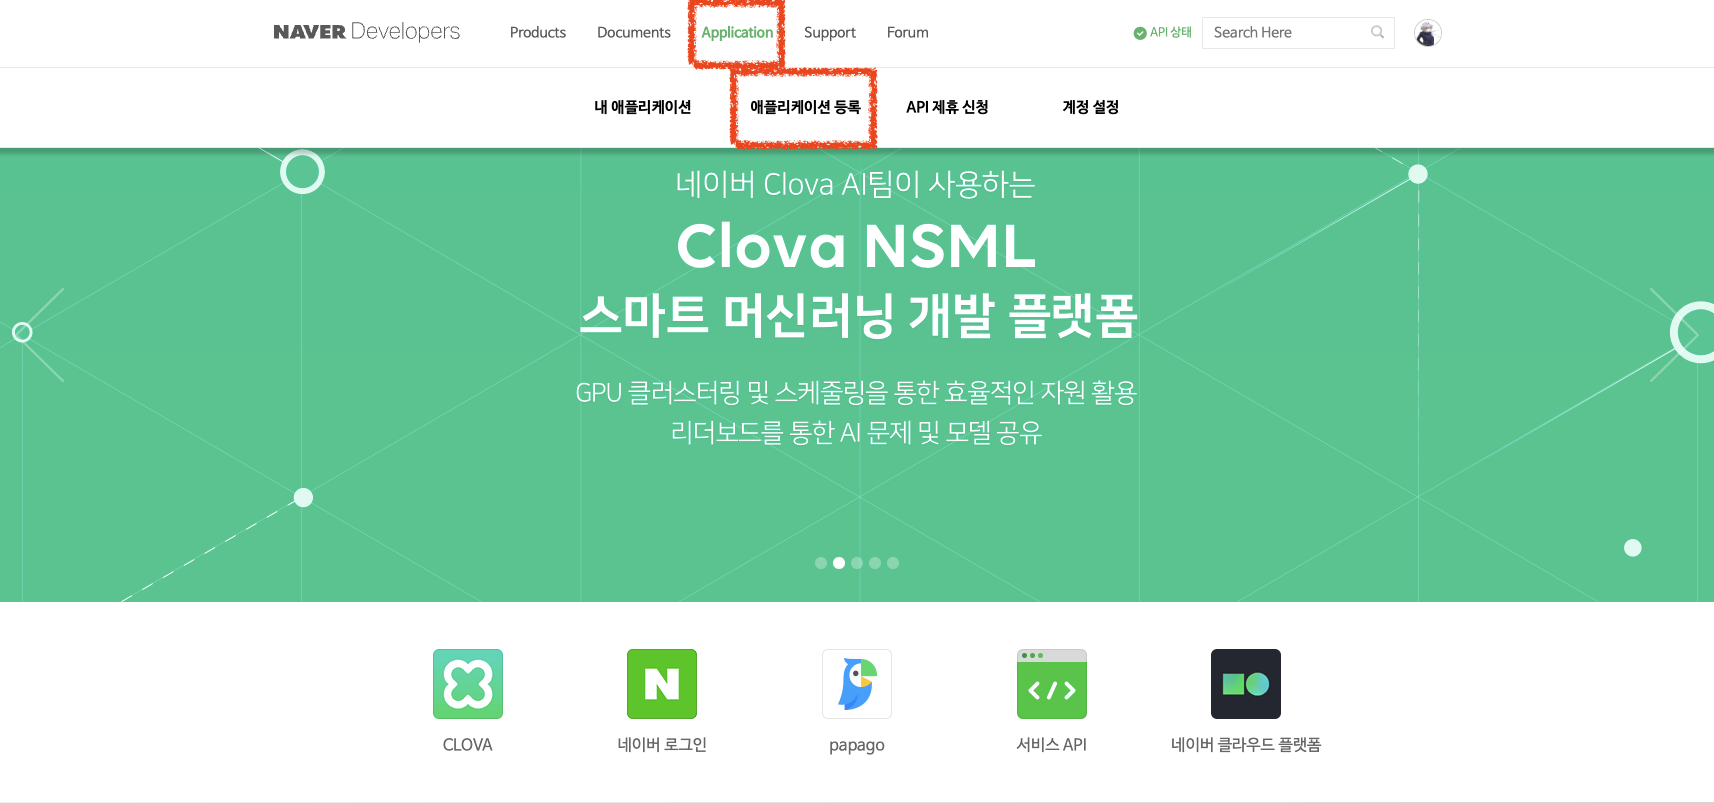 NAVER Developers
Products
Documents
Application
Support
Forum
API 상태
Search Here
내 애플리케이션
애플리케이션 등록
API 제휴 신청
계정 설정
네이버 Clova AI팀이 사용하는
Clova NSML
스마트 머신러닝 개발 플랫폼
GPU 클러스터링 및 스케줄링을 통한 효율적인 자원 활용
리더보드를 통한 AI 문제 및 모델 공유
N
CLOVA
네이버 로그인
papago
서비스 API
네이버 클라우드 플랫폼